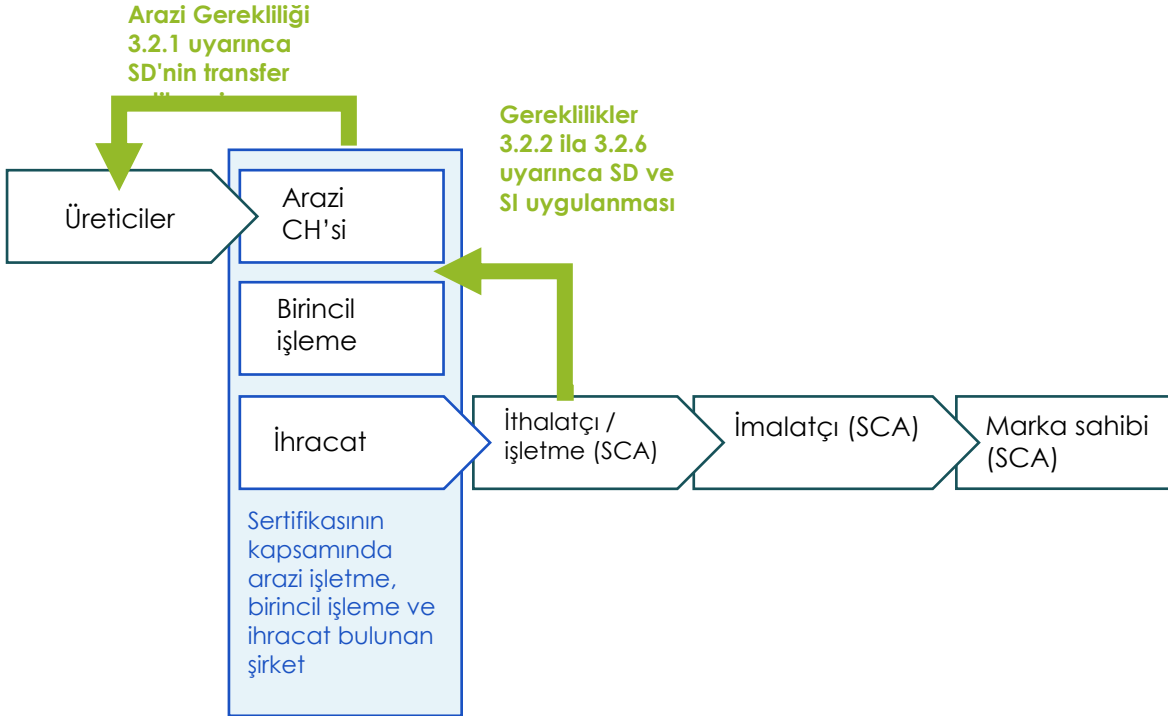 Arazi Gerekliliği
3.2.1 uyarınca
SD'nin transfer
Gereklilikler
3.2.2 ila 3.2.6
uyarınca SD ve
SI uygulanması
Üreticiler
Arazi
CH'si
Birincil
işleme
İhracat
İthalatçı /
işletme (SCA)
İmalatçı (SCA)
Marka sahibi
(SCA)
Sertifikasının
kapsamında
arazi işletme,
birincil işleme ve
ihracat bulunan
şirket